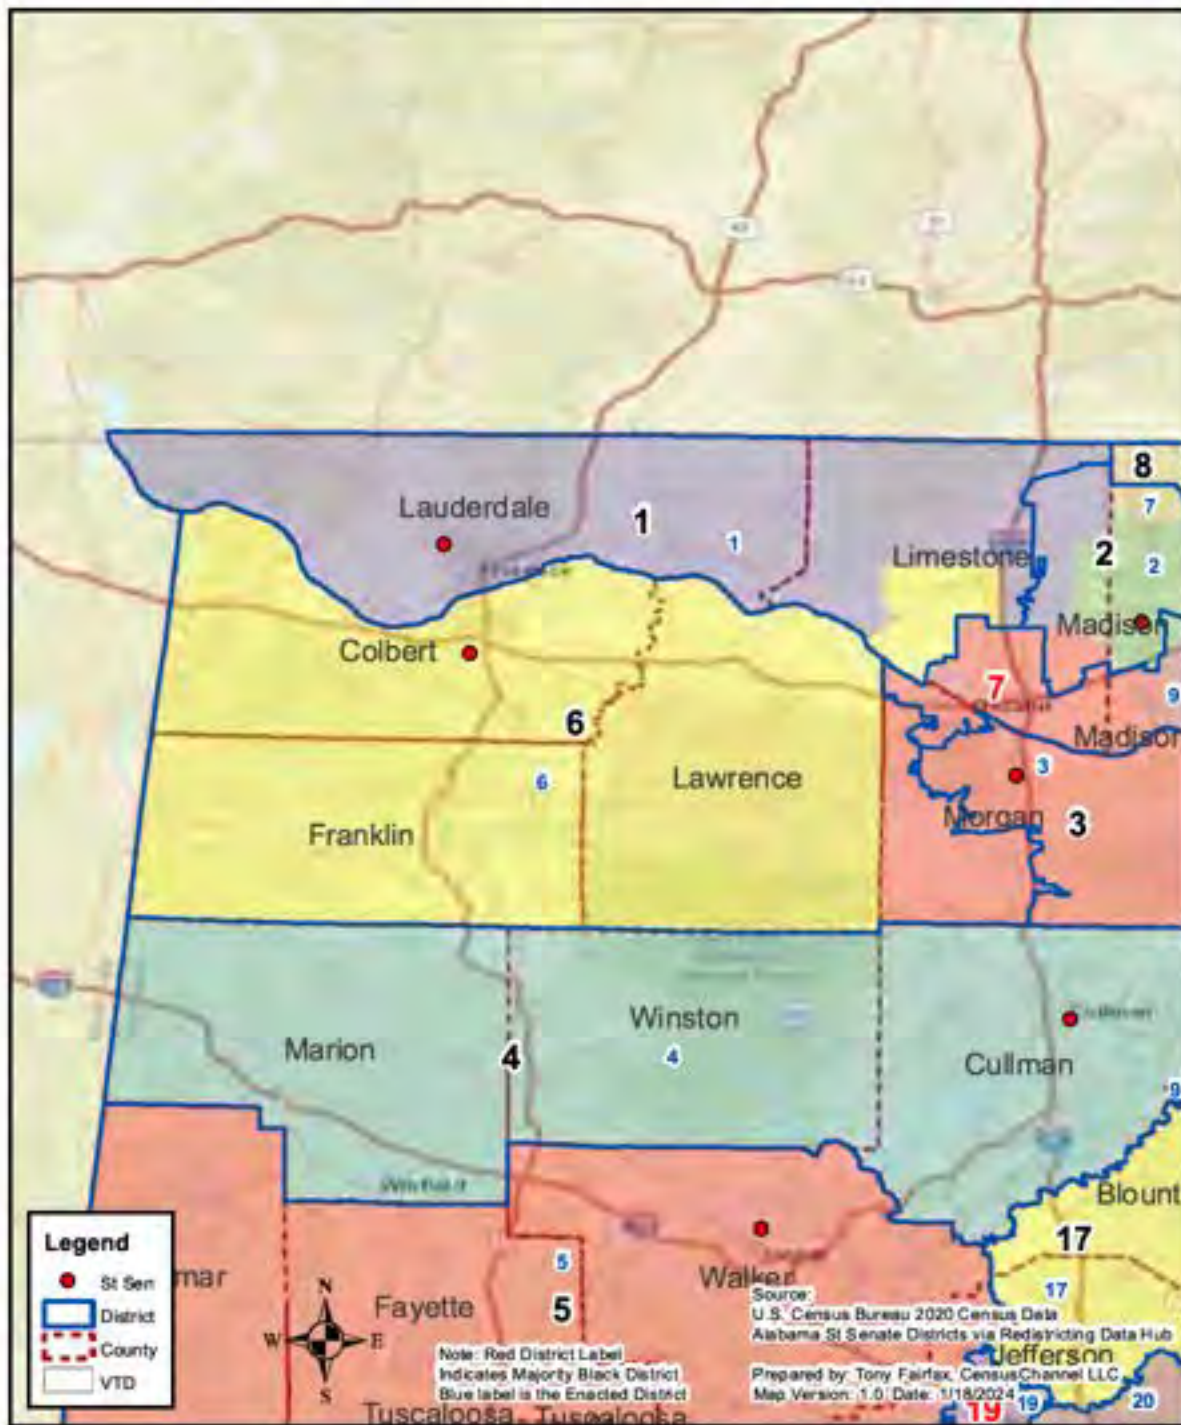 8
Lauderdale
1
1
7
Limestone
2
2
Madison
Colbert
7
9
6
Madison
6
Lawrence
3
Franklin
Morgan
3
Winston
Cullman
Marion
4
4
Cullman
9
Winfield
Blount
17
Legend
St Sen
District
County
VTD
mar
N
W
E
S
Fayette
5
5
Walker
17
Jefferson
Note: Red District Label
Indicates Majority Black District
Blue label is the Enacted District
Source:
U.S. Census Bureau 2020 Census Data
Alabama St Senate Districts via Redistricting Data Hub
Prepared by: Tony Fairfax, CensusChannel LLC
Map Version: 1.0 Date: 1/18/2024
19
19
20
Tuscaloosa
Tuscaloosa